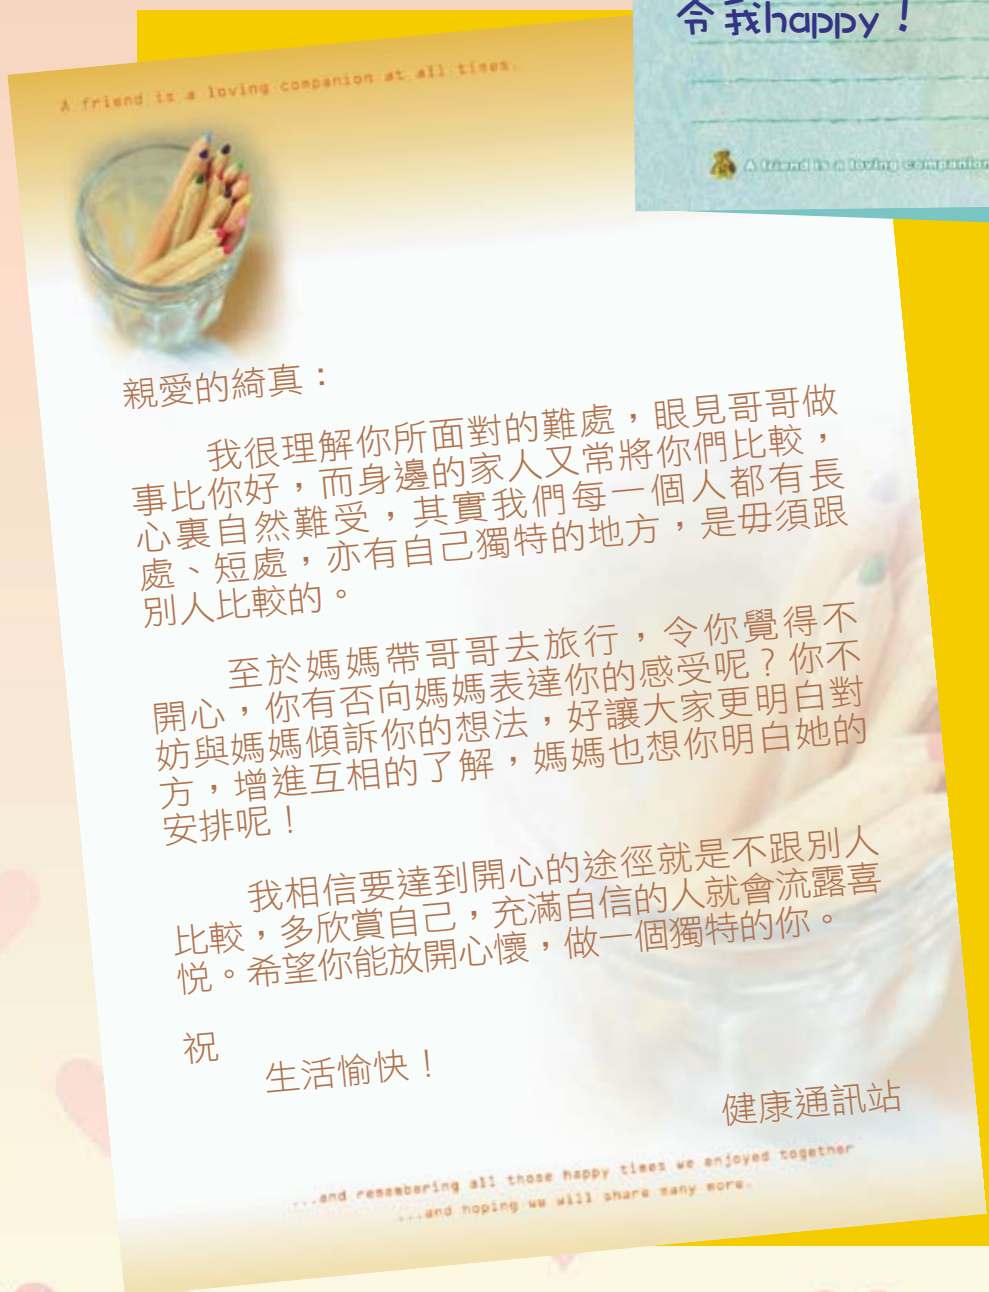 令我happy！
A friend is a loving companion
A friend is a loving companion at all times.
親愛的綺真：
我很理解你所面對的難處，眼見哥哥做
事比你好，而身邊的家人又常將你們比較，
心裏自然難受，其實我們每一個人都有長
處、短處，亦有自己獨特的地方，是毋須跟
別人比較的。
至於媽媽帶哥哥去旅行，令你覺得不
開心，你有否向媽媽表達你的感受呢？你不
妨與媽媽傾訴你的想法，好讓大家更明白對
方，增進互相的了解，媽媽也想你明白她的
安排呢！
我相信要達到開心的途徑就是不跟別人
比較，多欣賞自己，充滿自信的人就會流露喜
悅。希望你能放開心懷，做一個獨特的你。
祝
生活愉快！
健康通訊站
...and remembering all those happy times we enjoyed together
...and hoping we will share many more.